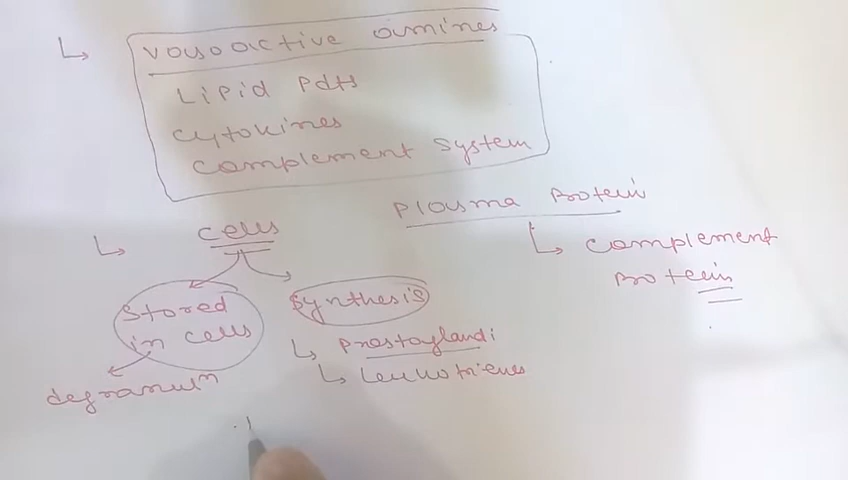 vasoactive amines
Lipid Pdts
cytokines
complement system
Plasma Protein
cells
complement
Protein
stored
in cells
synthesis
Prostaglandi
Leukotrienes
degranuln